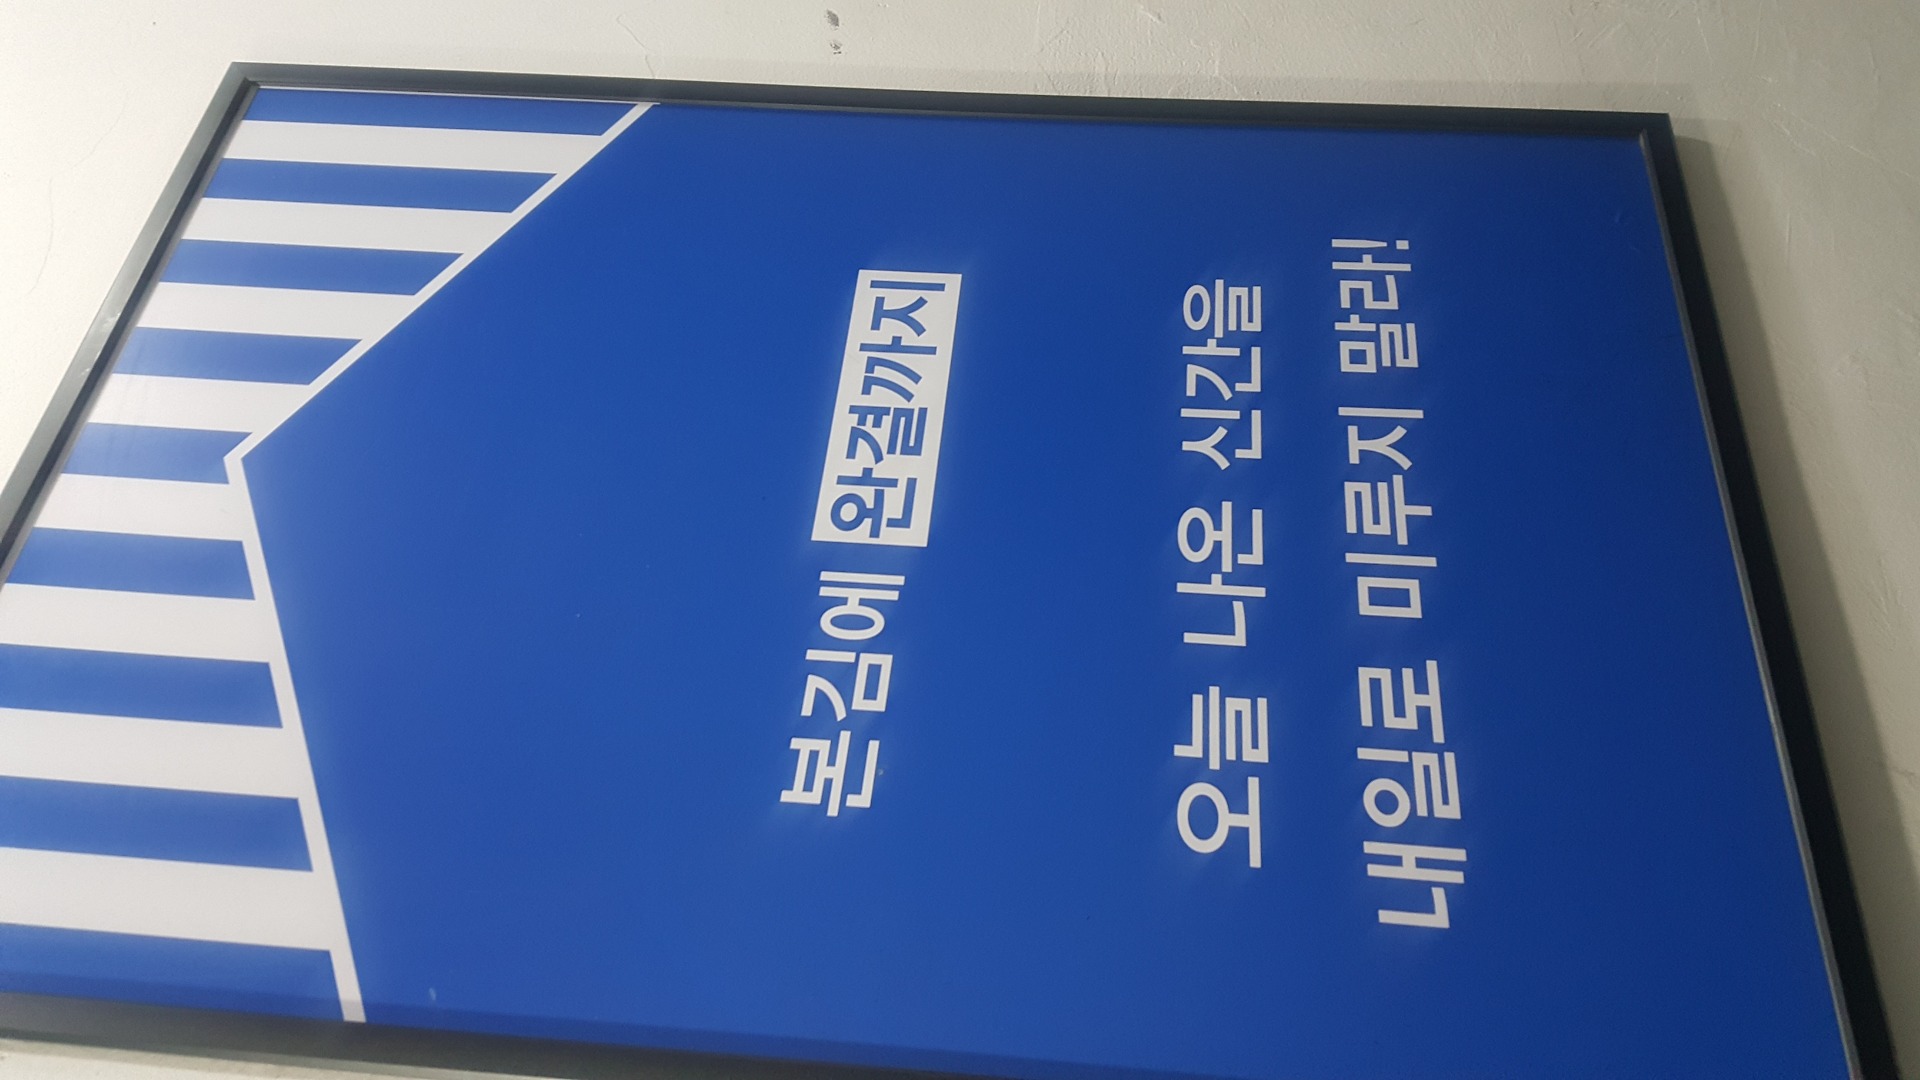 본김에 완결까지
오늘 나온 신간을
내일로 미루지 말라!